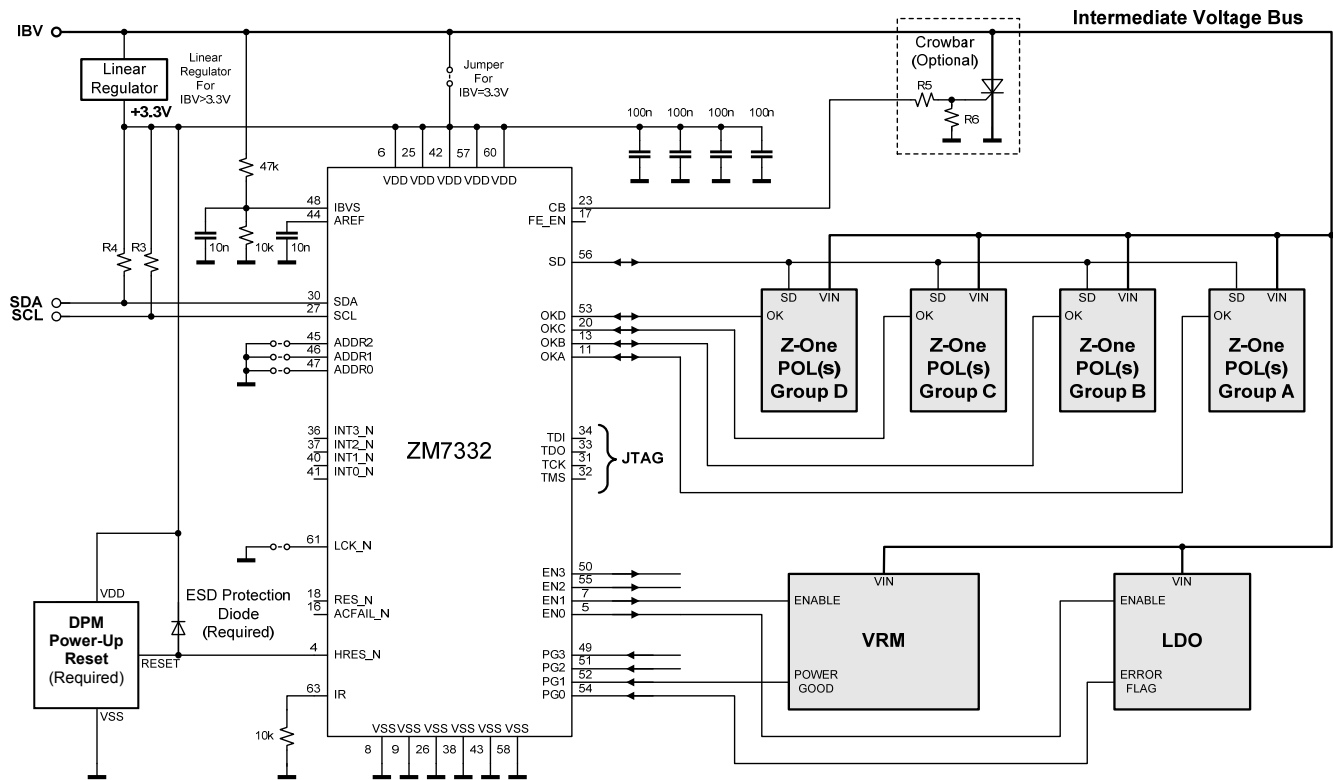 Intermediate Voltage Bus
IBV
Linear
Regulator
Linear
Regulator
For
IBV>3.3V
Jumper
For
IBV=3.3V
Crowbar
(Optional)
R5
R6
+3.3V
100n
100n
100n
100n
6
25
42
57
60
VDD
VDD
VDD
VDD
VDD
47k
48
IBVS
44
AREF
10n
10k
10n
R4
R3
CB
23
FE_EN
17
SD
56
SDA
SCL
30
SDA
27
SCL
45
ADDR2
46
ADDR1
47
ADDR0
OKD
53
OKC
20
OKB
13
OKA
11
SD
VIN
OK
Z-One
POL(s)
Group D
SD
VIN
OK
Z-One
POL(s)
Group C
SD
VIN
OK
Z-One
POL(s)
Group B
SD
VIN
OK
Z-One
POL(s)
Group A
36
INT3_N
37
INT2_N
40
INT1_N
41
INT0_N
ZM7332
TDI
34
TDO
33
TCK
31
TMS
32
JTAG
61
LCK_N
18
RES_N
16
ACFAIL_N
ESD Protection
Diode
(Required)
VDD
DPM
Power-Up
Reset
(Required)
RESET
VSS
4
HRES_N
63
IR
10k
EN3
50
EN2
55
EN1
7
EN0
5
PG3
49
PG2
51
PG1
52
PG0
54
VIN
ENABLE
VRM
POWER
GOOD
VIN
ENABLE
LDO
ERROR
FLAG
VSS
VSS
VSS
VSS
VSS
VSS
8
9
26
38
43
58